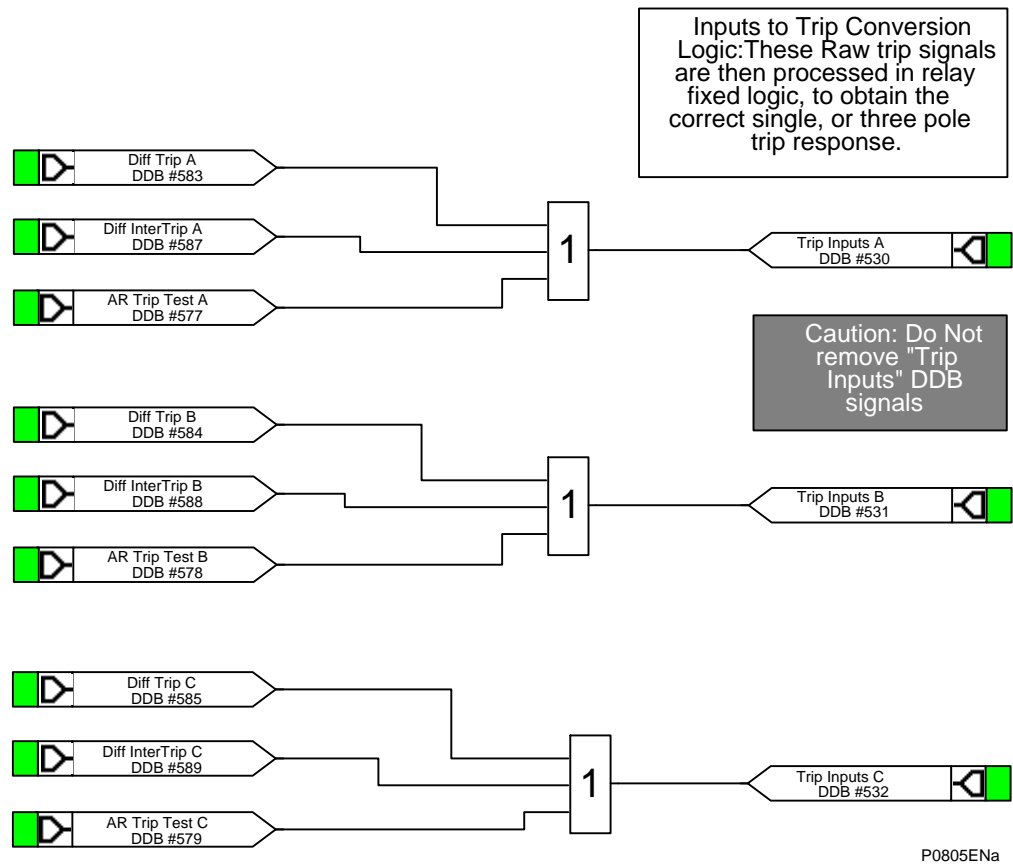 Inputs to Trip Conversion
Logic:These Raw trip signals
are then processed in relay
fixed logic, to obtain the
correct single, or three pole
trip response.
Diff Trip A
DDB #583
Diff InterTrip A
DDB #587
AR Trip Test A
DDB #577
1
Trip Inputs A
DDB #530
Caution: Do Not
remove "Trip
Inputs" DDB
signals
Diff Trip B
DDB #584
Diff InterTrip B
DDB #588
AR Trip Test B
DDB #578
1
Trip Inputs B
DDB #531
Diff Trip C
DDB #585
Diff InterTrip C
DDB #589
AR Trip Test C
DDB #579
1
Trip Inputs C
DDB #532
P0805ENa